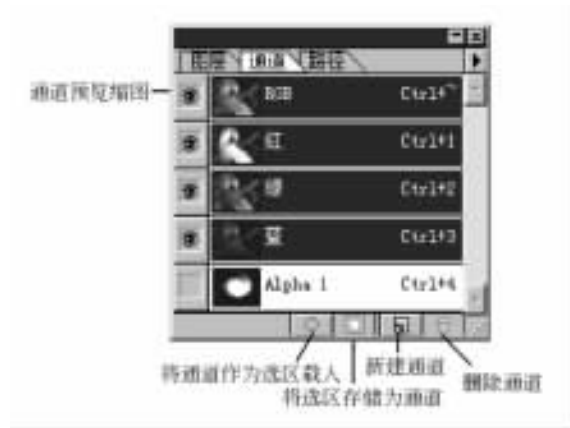 图层 通道 路径
通道预览缩图
RGB Ctrl+~
红 Ctrl+1
绿 Ctrl+2
蓝 Ctrl+3
Alpha 1 Ctrl+4
将通道作为选区载人
将选区存储为通道
新建通道
删除通道